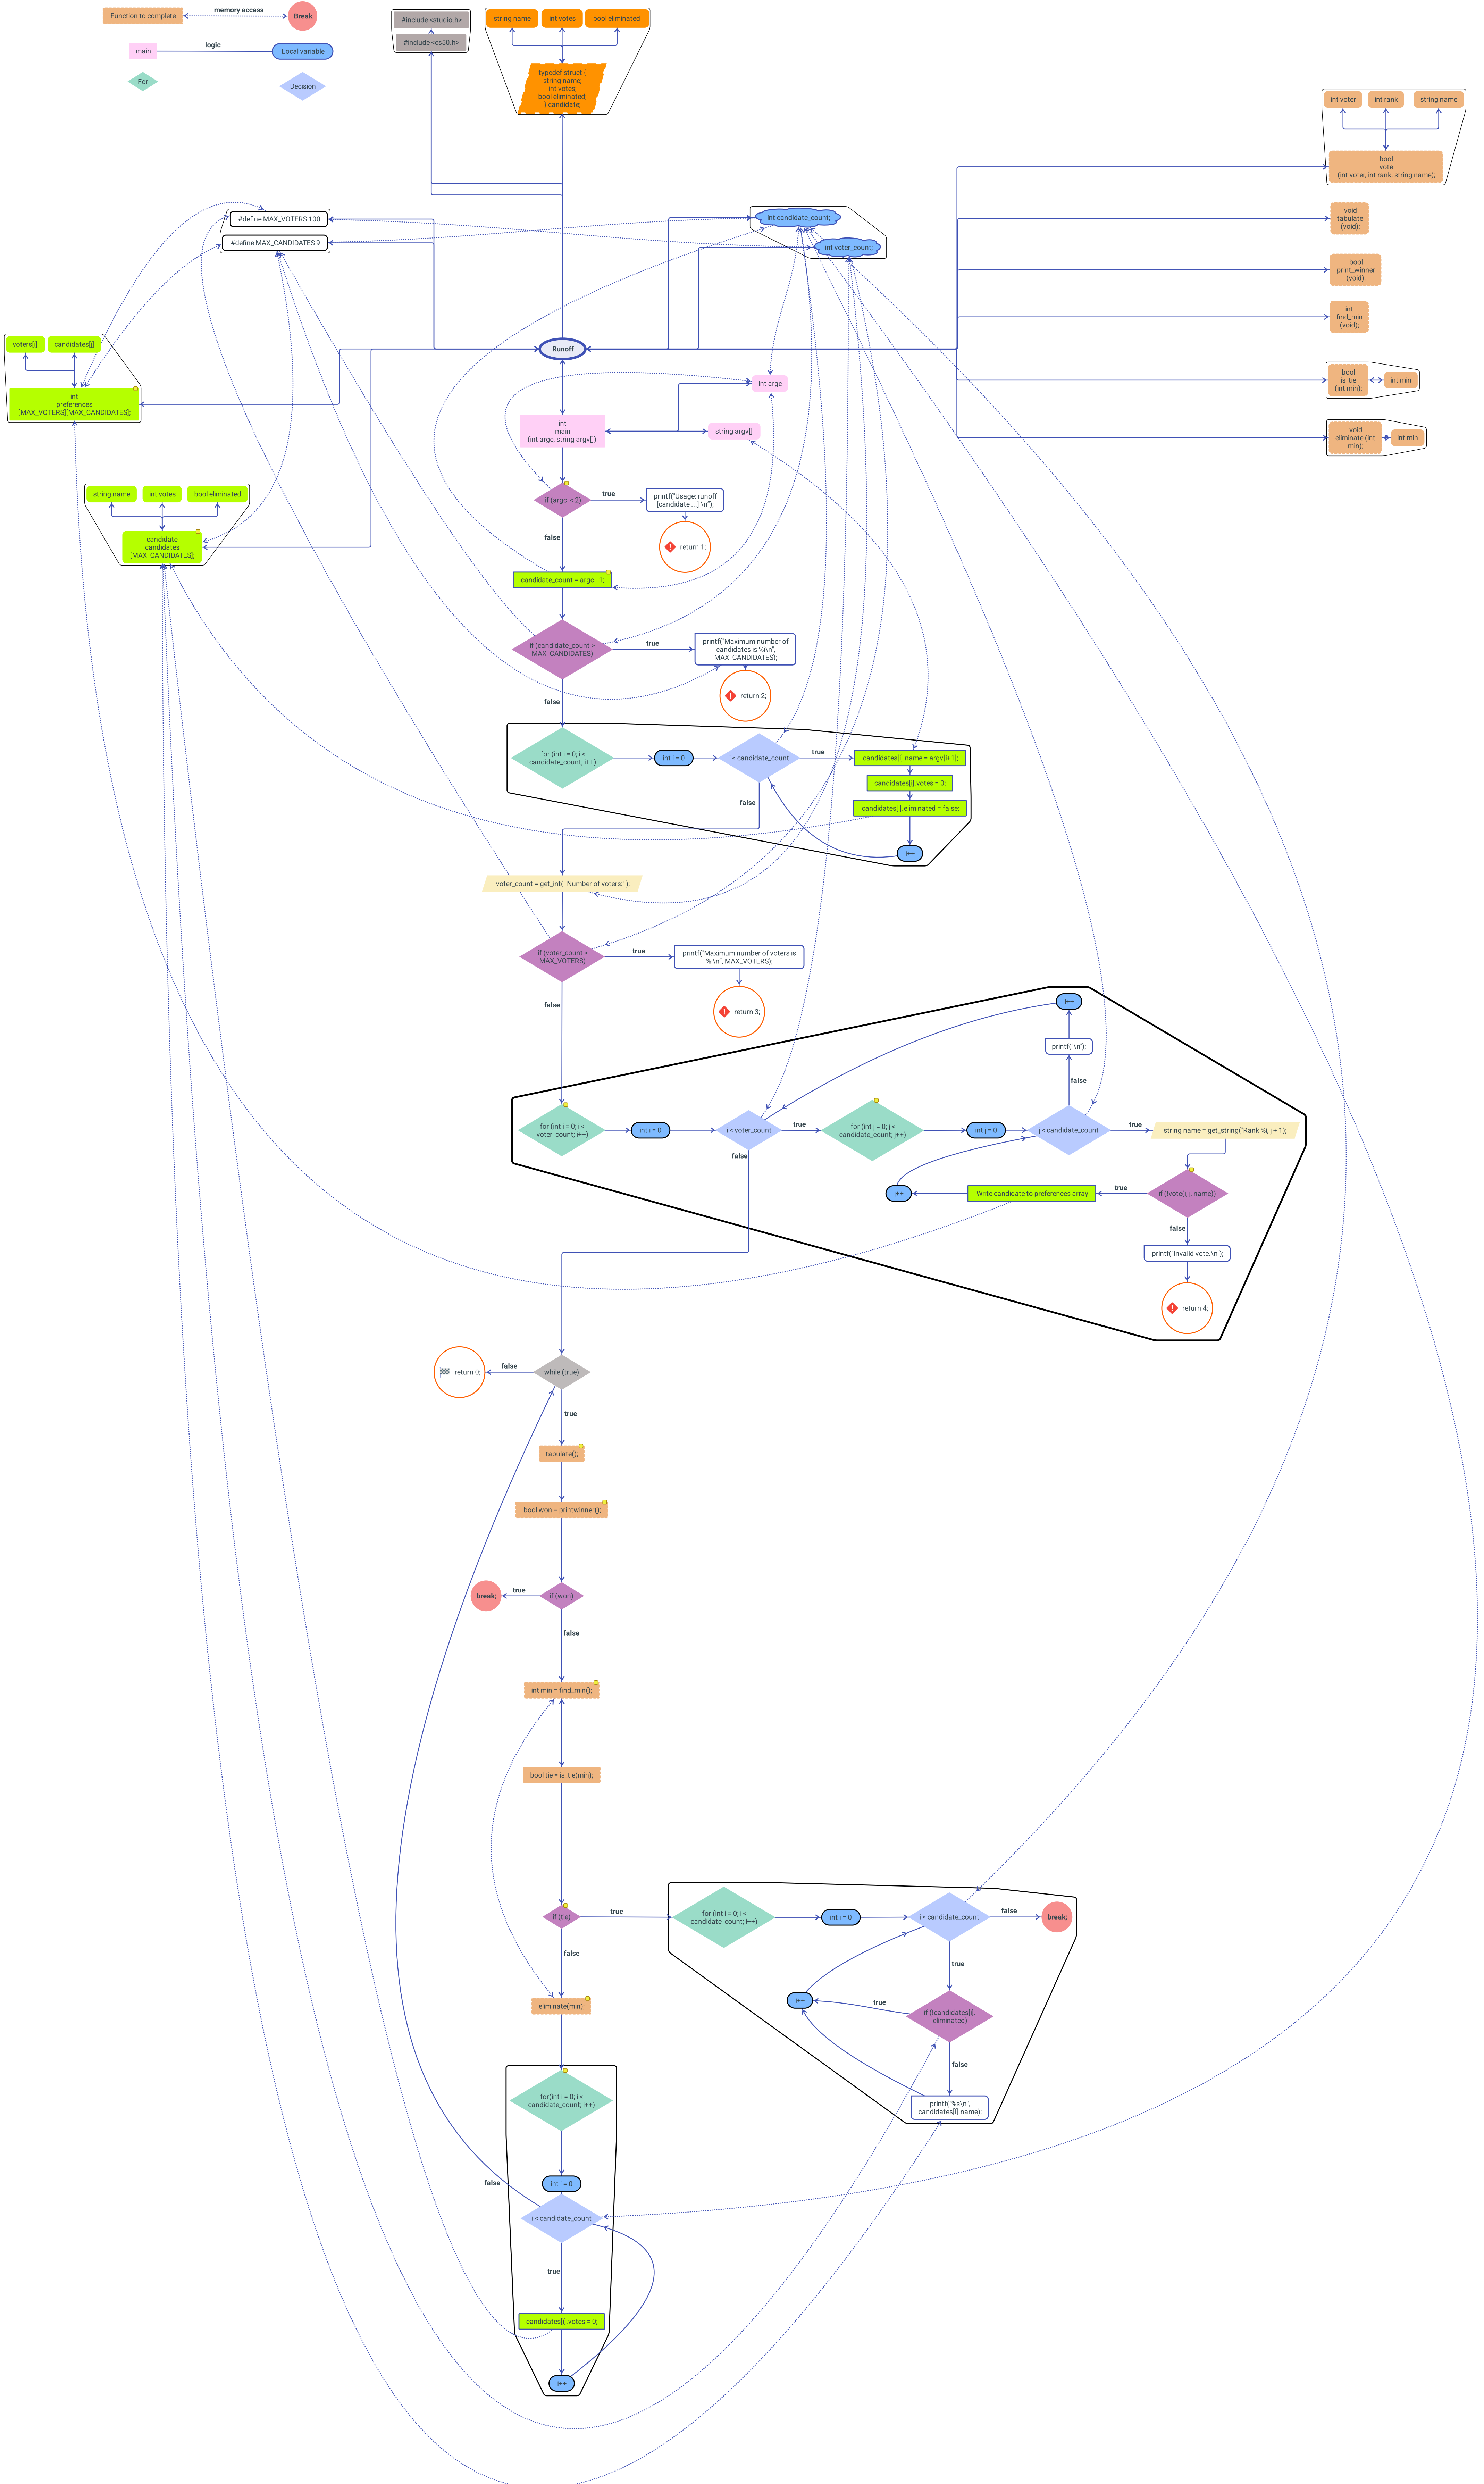 Function to complete
memory access
Break
main
logic
Local variable
For
Decision
#include <studio.h>
#include <cs50.h>
string name
int votes
bool eliminated
typedef struct {
string name;
int votes;
bool eliminated;
} candidate;
int voter
int rank
string name
bool
vote
(int voter, int rank, string name);
void
tabulate
(void);
bool
print_winner
(void);
int
find_min
(void);
bool
is_tie
(int min);
int min
void
eliminate (int
min);
int min
#define MAX_VOTERS 100
#define MAX_CANDIDATES 9
int candidate_count;
int voter_count;
voters[i]
candidates[j]
int
preferences
[MAX_VOTERS][MAX_CANDIDATES];
Runoff
int argc
int
main
(int argc, string argv[])
string argv[]
string name
int votes
bool eliminated
candidate
candidates
[MAX_CANDIDATES];
if (argc < 2)
true
printf("Usage: runoff
[candidate ...] \n");
return 1;
false
candidate_count = argc - 1;
if (candidate_count >
MAX_CANDIDATES)
true
printf("Maximum number of
candidates is %i\n",
MAX_CANDIDATES);
return 2;
false
for (int i = 0; i <
candidate_count; i++)
int i = 0
i < candidate_count
true
candidates[i].name = argv[i+1];
candidates[i].votes = 0;
candidates[i].eliminated = false;
i++
false
voter_count = get_int(" Number of voters:" );
if (voter_count >
MAX_VOTERS)
true
printf("Maximum number of voters is
%i\n", MAX_VOTERS);
return 3;
false
i++
printf("\n");
false
for (int i = 0; i <
voter_count; i++)
int i = 0
i < voter_count
true
for (int j = 0; j <
candidate_count; j++)
int j = 0
j < candidate_count
true
string name = get_string("Rank %i, j + 1);
false
j++
Write candidate to preferences array
true
if (!vote(i, j, name))
false
printf("Invalid vote.\n");
return 4;
return 0;
false
while (true)
true
tabulate();
bool won = printwinner();
break;
true
if (won)
false
int min = find_min();
bool tie = is_tie(min);
if (tie)
true
for (int i = 0; i <
candidate_count; i++)
int i = 0
i < candidate_count
false
break;
false
true
eliminate(min);
i++
true
if (!candidates[i].
eliminated)
false
printf("%s\n",
candidates[i].name);
for(int i = 0; i <
candidate_count; i++)
false
int i = 0
i < candidate_count
true
candidates[i].votes = 0;
i++